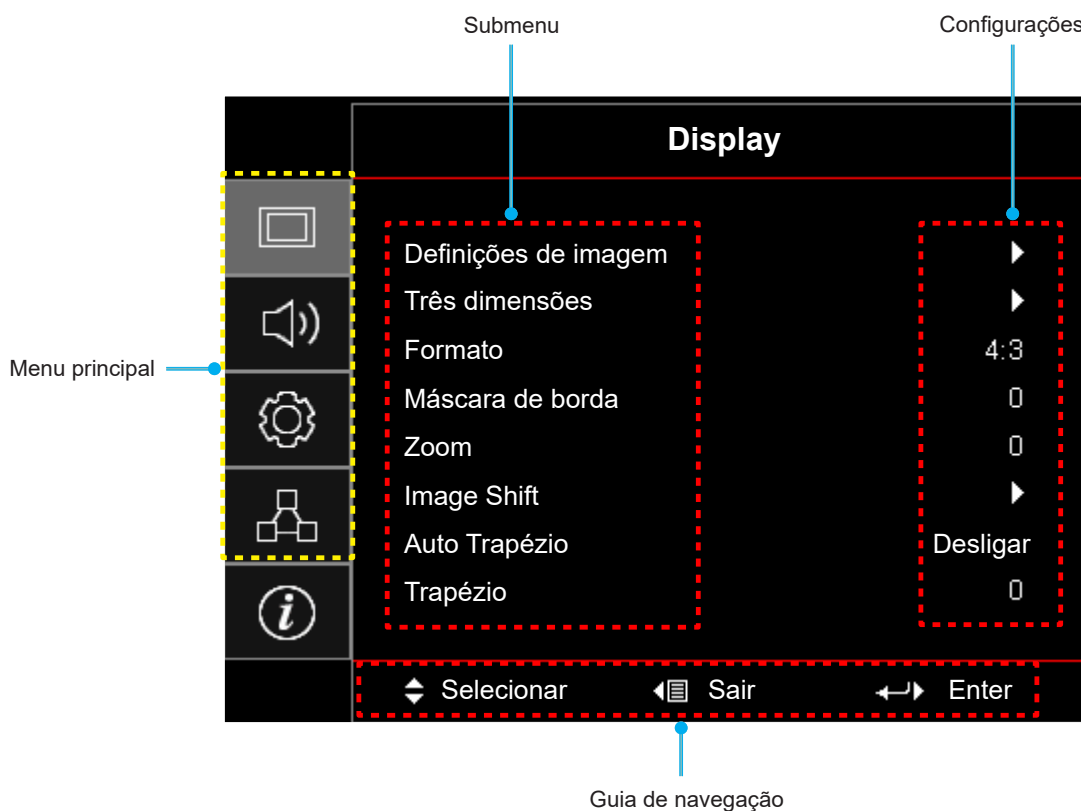 Submenu
Configurações
Display
Definições de imagem
Três dimensões
Formato 4:3
Máscara de borda 0
Zoom 0
Image Shift
Auto Trapézio Desligar
Trapézio 0
Menu principal
i
Selecionar Sair Enter
Guia de navegação